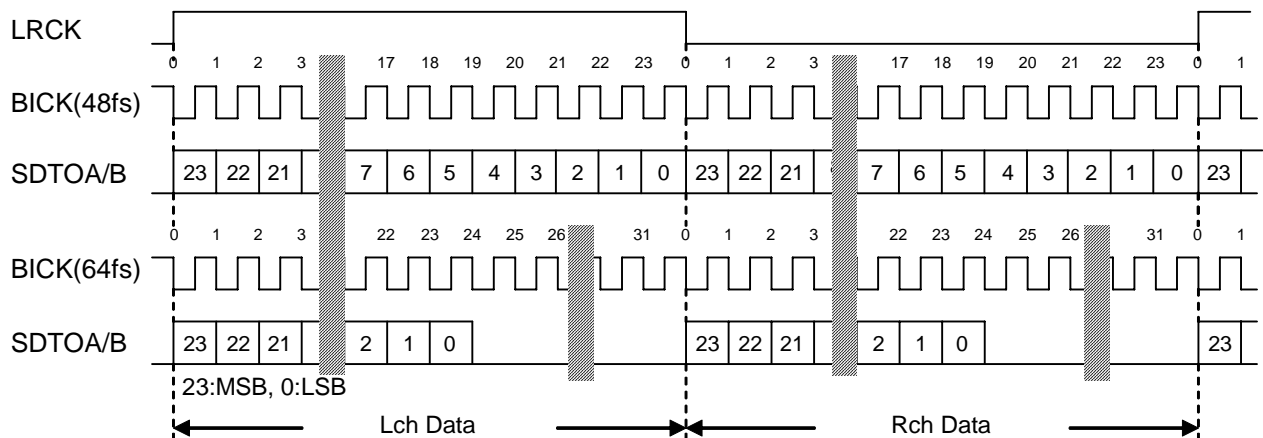 LRCK
0 1 2 3 17 18 19 20 21 22 23 0 1 2 3 17 18 19 20 21 22 23 0 1
BICK(48fs)
SDTOA/B 23 22 21 7 6 5 4 3 2 1 0 23 22 21 7 6 5 4 3 2 1 0 23
0 1 2 3 22 23 24 25 26 31 0 1 2 3 22 23 24 25 26 31 0 1
BICK(64fs)
SDTOA/B 23 22 21 2 1 0 23 22 21 2 1 0 23
23:MSB, 0:LSB
Lch Data Rch Data